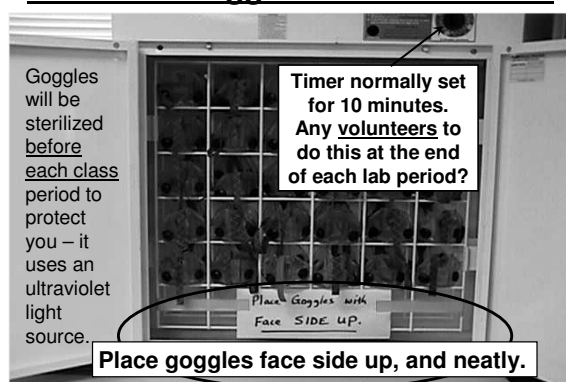 Goggles
will be
sterilized
before
each class
period to
protect
you – it
uses an
ultraviolet
light
source.
Timer normally set
for 10 minutes.
Any volunteers to
do this at the end
of each lab period?
Place Goggles with
Face SIDE UP.
Place goggles face side up, and neatly.